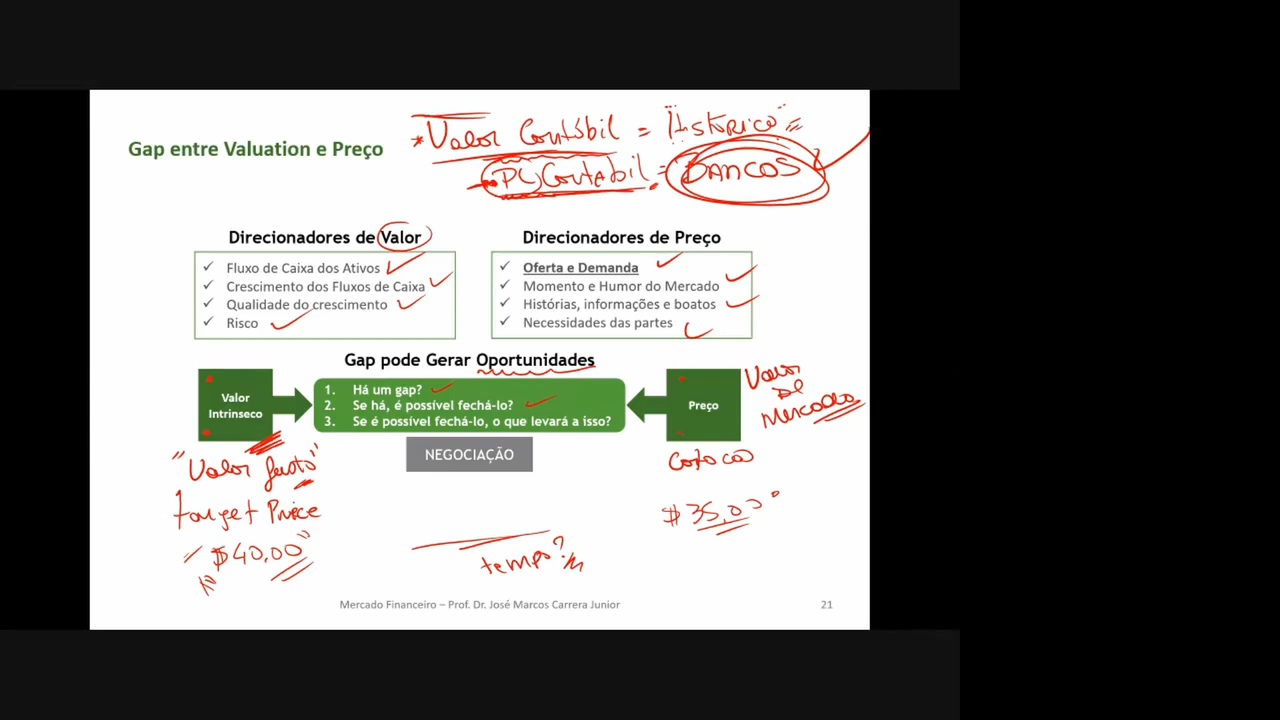 * Valor Contábil = "Histórico"
Gap entre Valuation e Preço
PL Contábil = BANCOS
Direcionadores de Valor
✓ Fluxo de Caixa dos Ativos
✓ Crescimento dos Fluxos de Caixa
✓ Qualidade do crescimento
✓ Risco
Direcionadores de Preço
✓ Oferta e Demanda
✓ Momento e Humor do Mercado
✓ Histórias, informações e boatos
✓ Necessidades das partes
Gap pode Gerar Oportunidades
Valor
Intrinseco
1. Há um gap?
2. Se há, é possível fechá-lo?
3. Se é possível fechá-lo, o que levará a isso?
Preço
Valor
De
Mercado
NEGOCIAÇÃO
"Valor justo"
target Price
"$40,00"
Cotação
$35,00
tempo?
Mercado Financeiro – Prof. Dr. José Marcos Carrera Junior
21